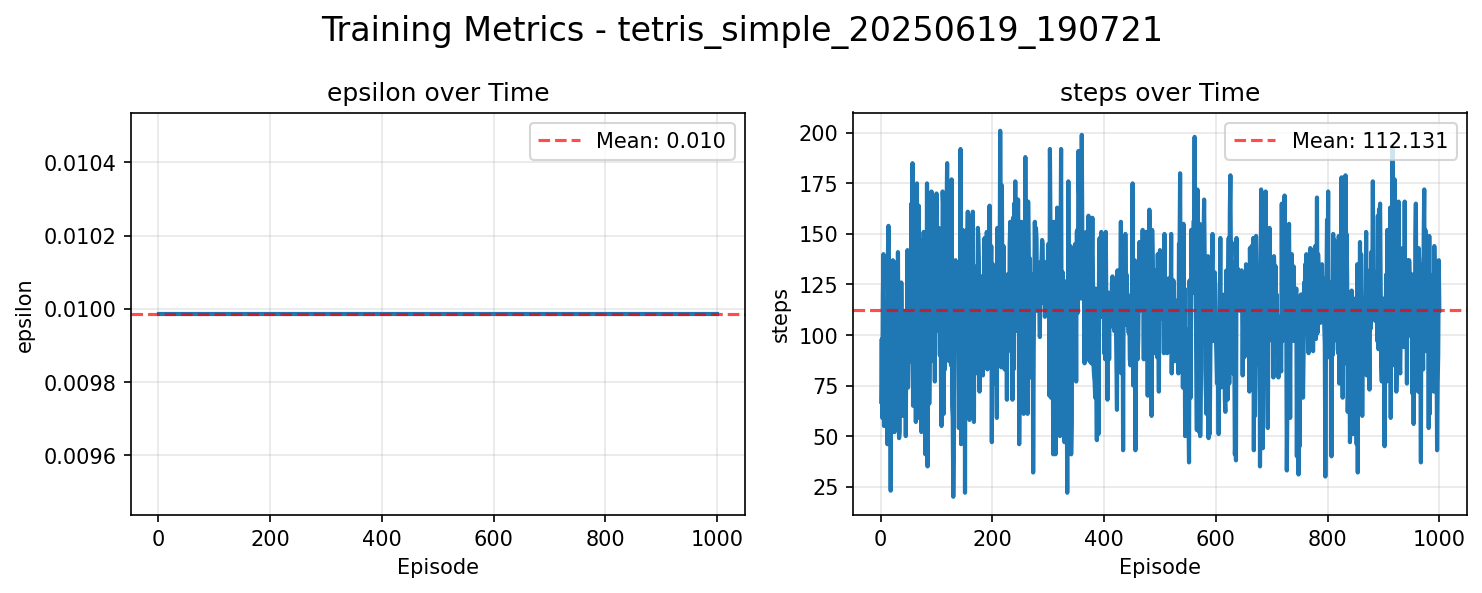 Training Metrics - tetris_simple_20250619_190721
epsilon over Time
Mean: 0.010
0.0104
0.0102
0.0100
0.0098
0.0096
epsilon
0
200
400
600
800
1000
Episode
steps over Time
Mean: 112.131
200
175
150
125
100
75
50
25
steps
0
200
400
600
800
1000
Episode